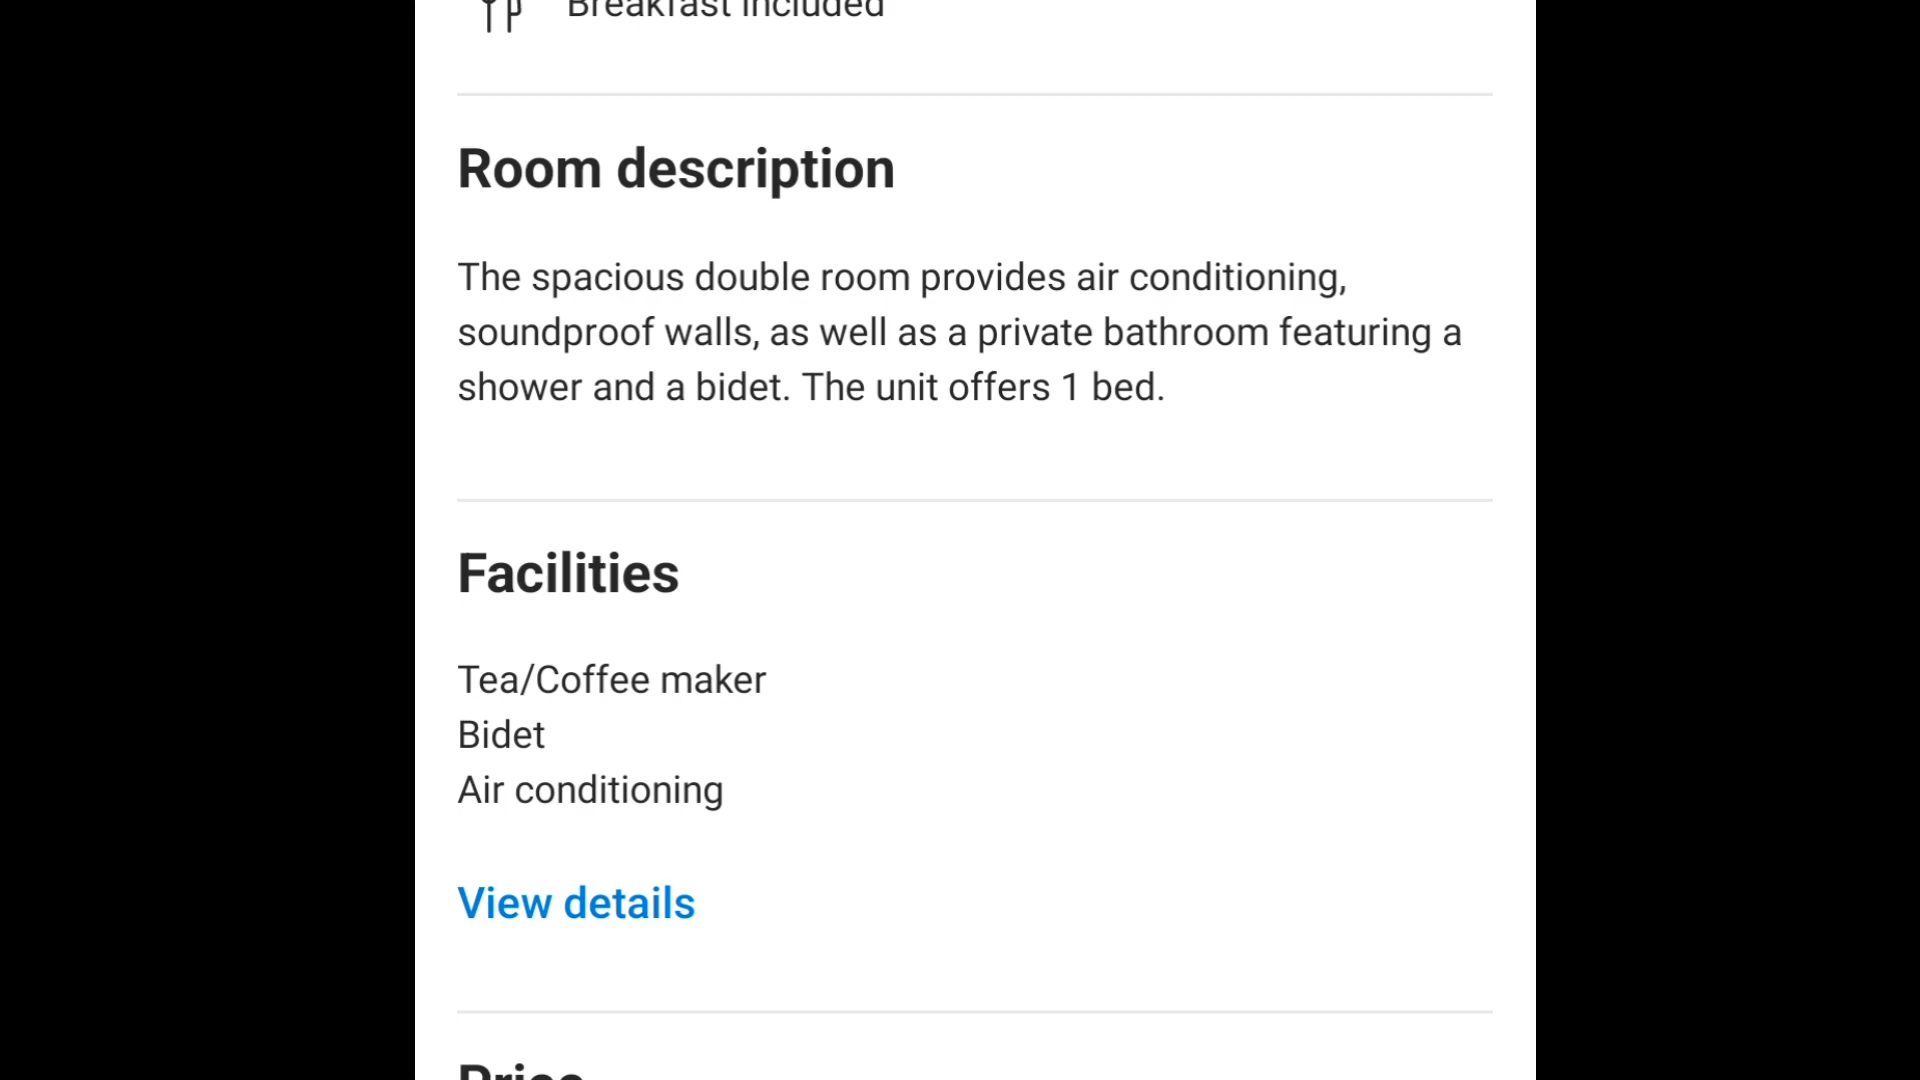 Breakfast included
Room description
The spacious double room provides air conditioning,
soundproof walls, as well as a private bathroom featuring a
shower and a bidet. The unit offers 1 bed.
Facilities
Tea/Coffee maker
Bidet
Air conditioning
View details
Price